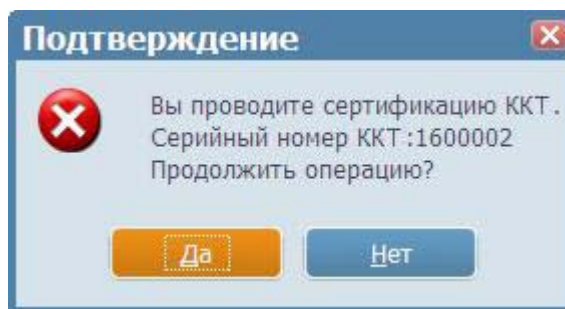 Подтверждение
Вы проводите сертификацию ККТ.
Серийный номер ККТ:1600002
Продолжить операцию?
Да
Нет